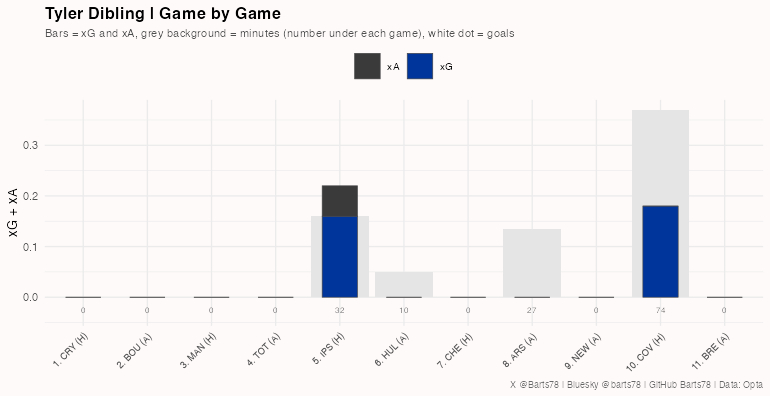 Tyler Dibling | Game by Game
Bars = xG and xA, grey background = minutes (number under each game), white dot = goals
xA xG
xG + xA
0.3
0.2
0.1
0.0
0 0 0 0 32 10 0 27 0 74 0
1. CRY (H)
2. BOU (A)
3. MAN (H)
4. TOT (A)
5. IPS (H)
6. HUL (A)
7. CHE (H)
8. ARS (A)
9. NEW (A)
10. COV (H)
11. BRE (A)
X @Barts78 | Bluesky @barts78 | GitHub Barts78 | Data: Opta